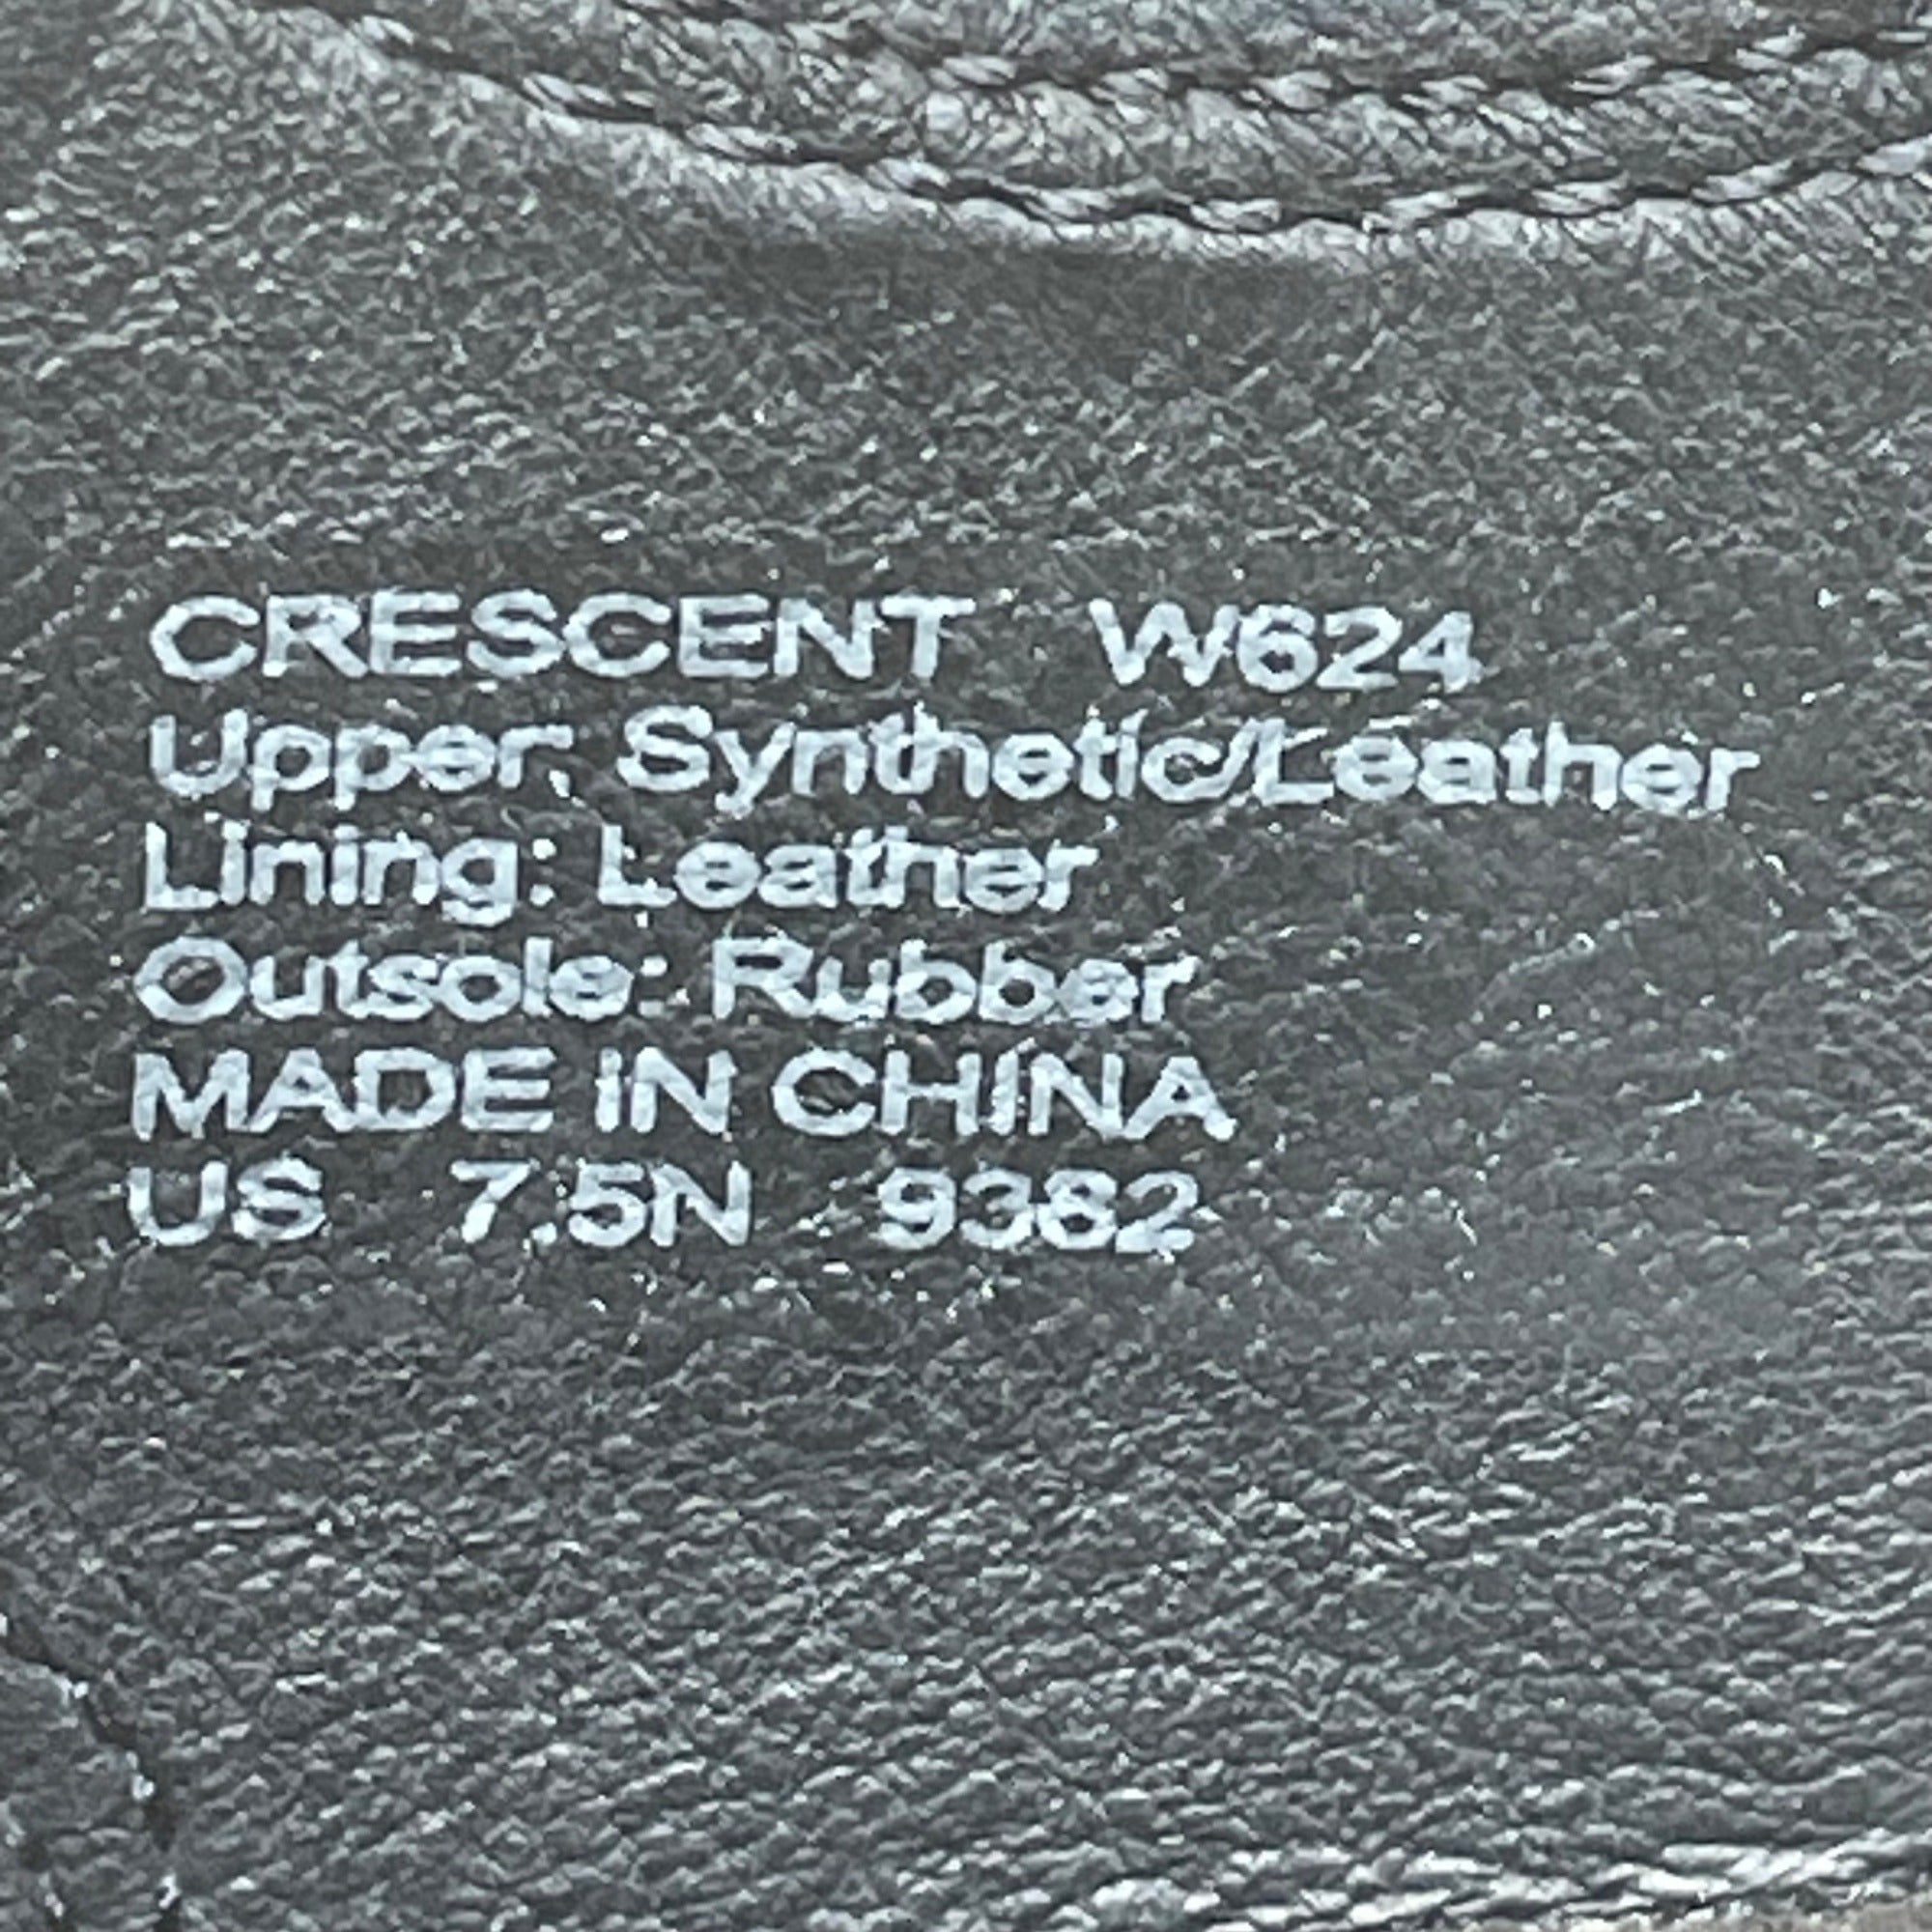 CRESCENT W624
Upper: Synthetic/Leather
Lining: Leather
Outsole: Rubber
MADE IN CHINA
US 7.5N 9382